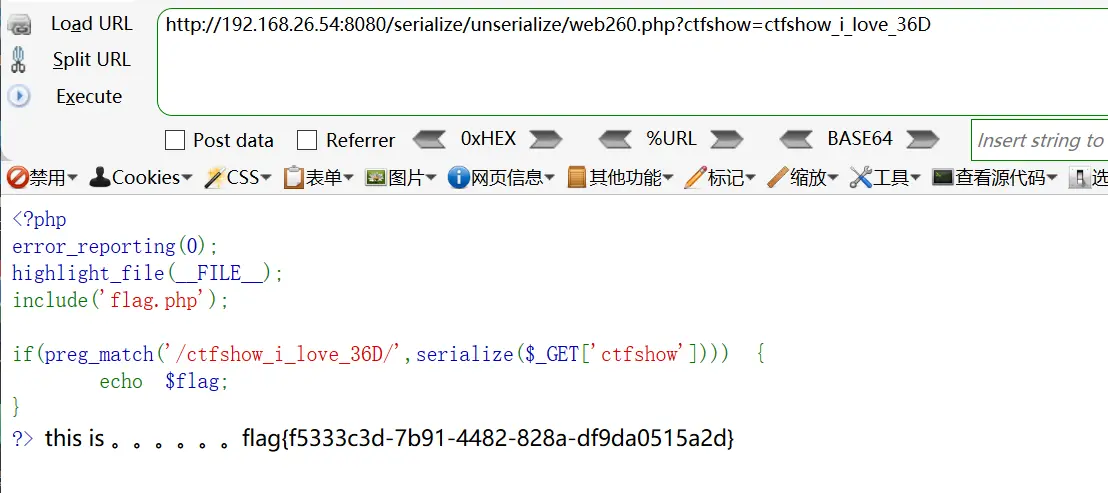 Load URL http://192.168.26.54:8080/serialize/unserialize/web260.php?ctfshow=ctfshow_i_love_36D
Split URL
Execute
Post data Referrer 0xHEX %URL BASE64 Insert string to
禁用 Cookies CSS 表单 图片 网页信息 其他功能 标记 缩放 工具 查看源代码 选
<?php
error_reporting(0);
highlight_file(__FILE__);
include('flag.php');
if(preg_match('/ctfshow_i_love_36D/',serialize($_GET['ctfshow']))) {
echo $flag;
}
?> this is 。。。。。。flag{f5333c3d-7b91-4482-828a-df9da0515a2d}